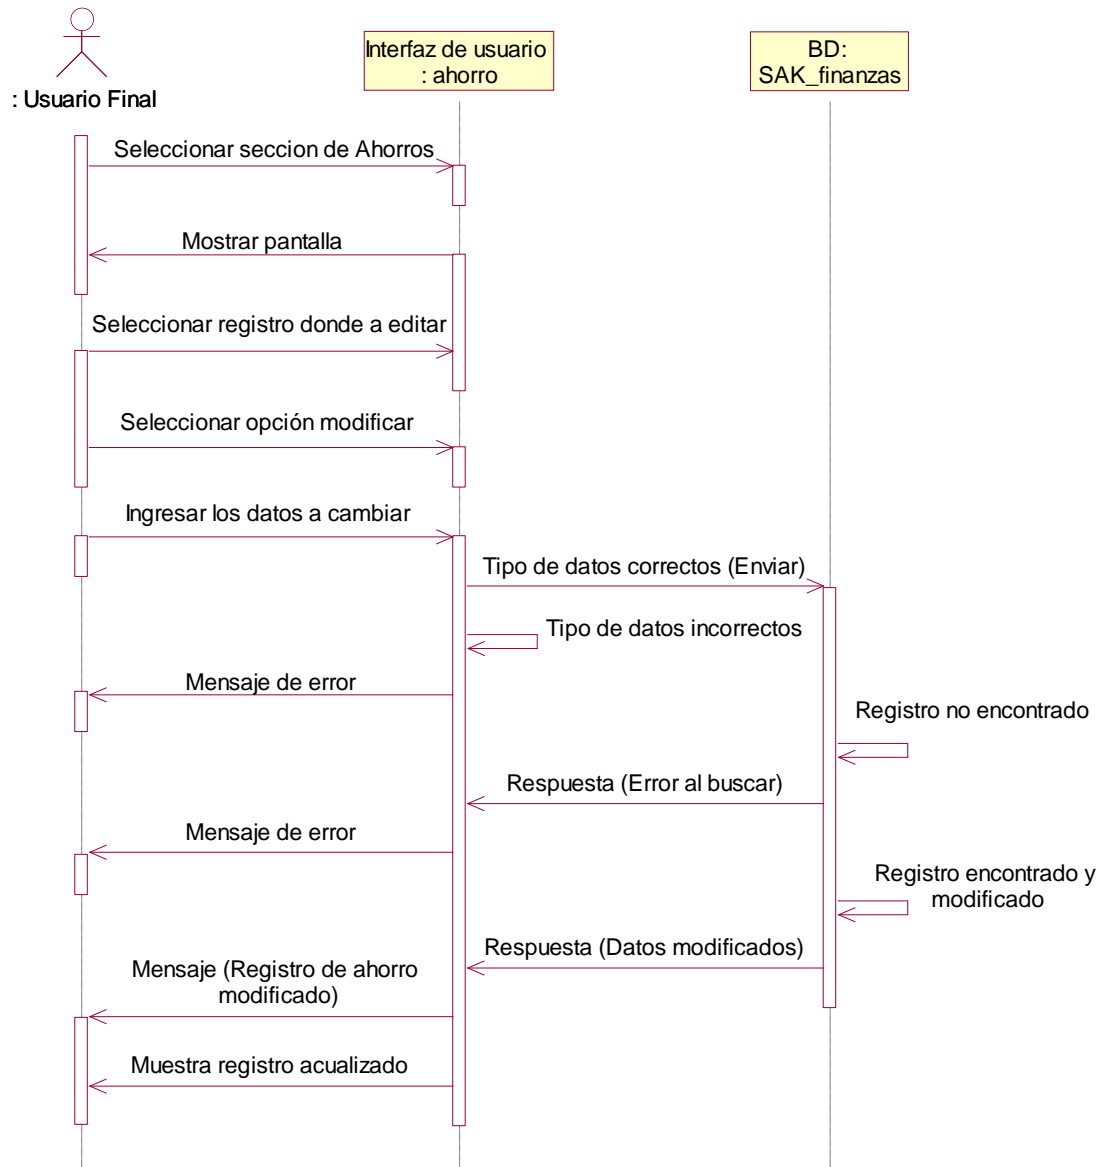 : Usuario Final
Interfaz de usuario
: ahorro
BD:
SAK_finanzas
Seleccionar seccion de Ahorros
Mostrar pantalla
Seleccionar registro donde a editar
Seleccionar opción modificar
Ingresar los datos a cambiar
Tipo de datos correctos (Enviar)
Tipo de datos incorrectos
Mensaje de error
Registro no encontrado
Respuesta (Error al buscar)
Mensaje de error
Registro encontrado y
modificado
Respuesta (Datos modificados)
Mensaje (Registro de ahorro
modificado)
Muestra registro acualizado